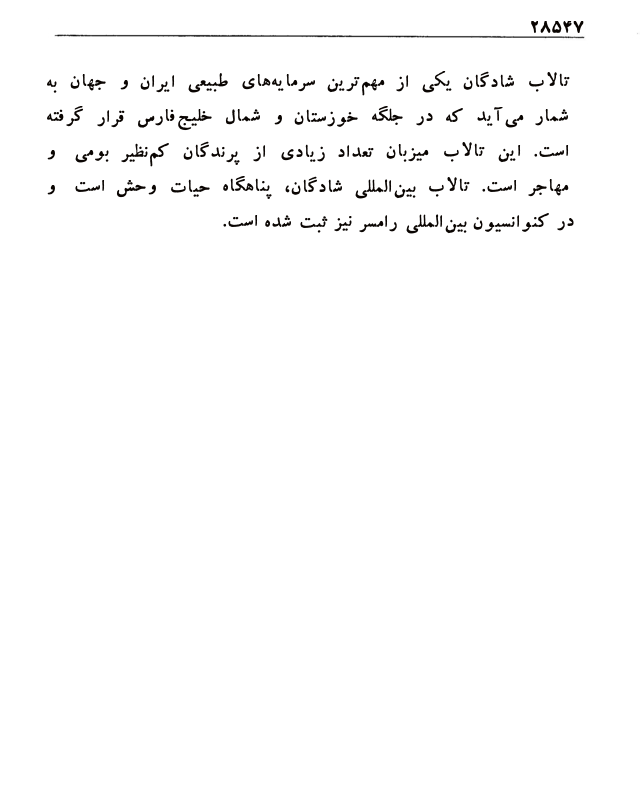 ۲۸۵۴۷
تالاب شادگان یکی از مهم‌ترین سرمایه‌های طبیعی ایران و جهان به
شمار می‌آید که در جلگه خوزستان و شمال خلیج‌فارس قرار گرفته
است. این تالاب میزبان تعداد زیادی از پرندگان کم‌نظیر بومی و
مهاجر است. تالاب بین‌المللی شادگان، پناهگاه حیات وحش است و
در کنوانسیون بین‌المللی رامسر نیز ثبت شده است.